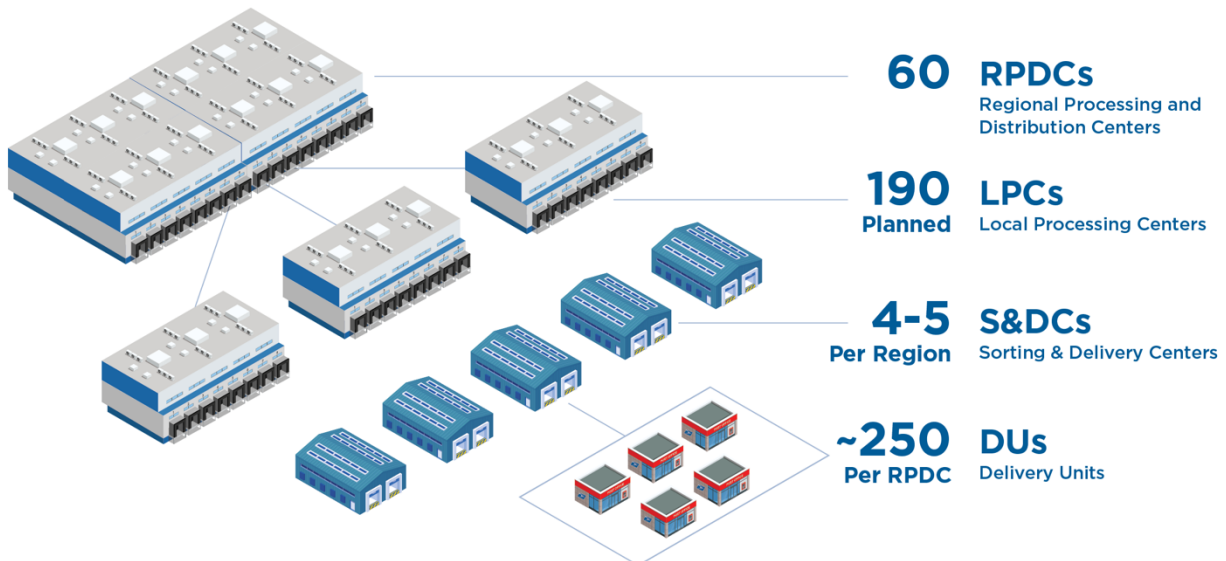 60 RPDCs
Regional Processing and
Distribution Centers
190 LPCs
Planned Local Processing Centers
4-5 S&DCs
Per Region Sorting & Delivery Centers
~250 DUs
Per RPDC Delivery Units